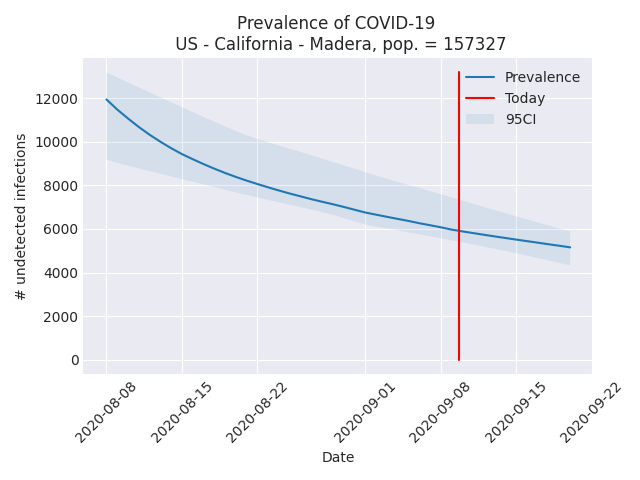 Prevalence of COVID-19
US - California - Madera, pop. = 157327
Prevalence
Today
95CI
# undetected infections
12000
10000
8000
6000
4000
2000
0
2020-08-08
2020-08-15
2020-08-22
2020-09-01
2020-09-08
2020-09-15
2020-09-22
Date